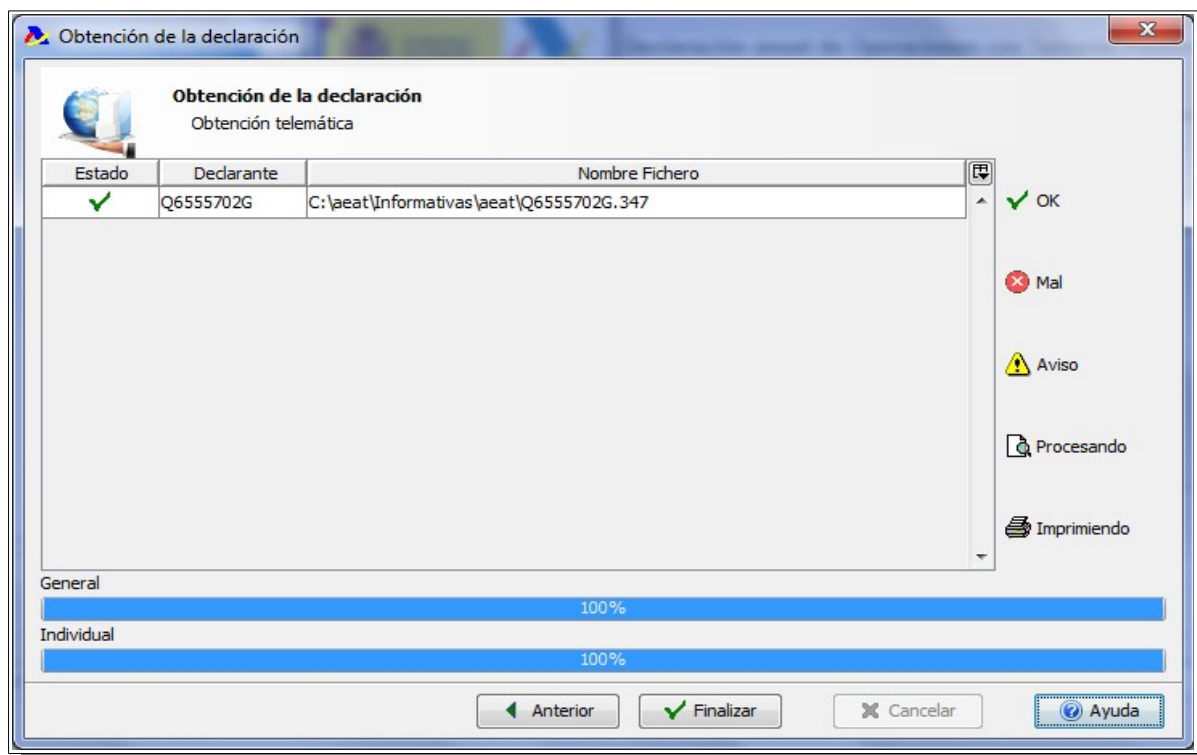 Obtención de la declaración
Obtención de la declaración
Obtención telemática
Estado Declarante Nombre Fichero
Q6555702G C:\aeat\Informativas\aeat\Q6555702G.347
OK
Mal
Aviso
Procesando
Imprimiendo
General
100%
Individual
100%
Anterior Finalizar Cancelar Ayuda